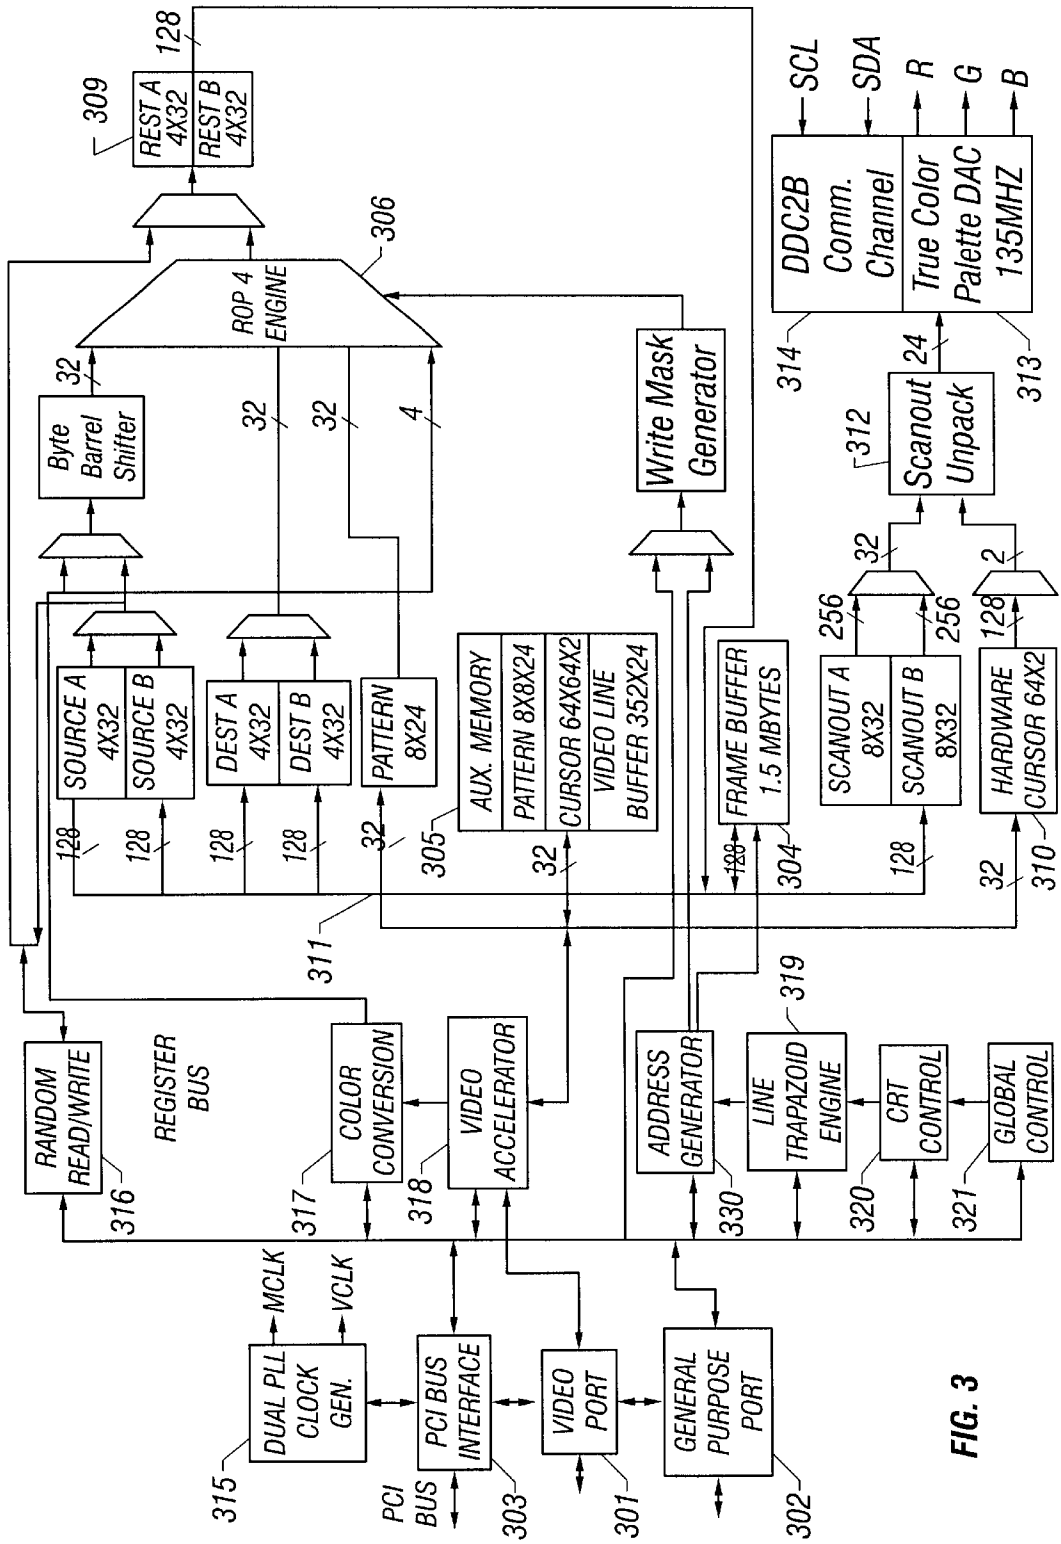 315
DUAL PLL
CLOCK
GEN.
MCLK
VCLK
PCI
BUS
PCI BUS
INTERFACE
303
VIDEO
PORT
301
GENERAL
PURPOSE
PORT
302
RANDOM
READ/WRITE
316
REGISTER
BUS
COLOR
CONVERSION
317
VIDEO
ACCELERATOR
318
ADDRESS
GENERATOR
330
LINE
TRAPAZOID
ENGINE
319
CRT
CONTROL
320
GLOBAL
CONTROL
321
311
128
128
128
128
32
32
128
128
32
SOURCE A
4X32
SOURCE B
4X32
DEST A
4X32
DEST B
4X32
PATTERN
8X24
305
AUX. MEMORY
PATTERN 8X8X24
CURSOR 64X64X2
VIDEO LINE
BUFFER 352X24
FRAME BUFFER
1.5 MBYTES
304
SCANOUT A
8X32
SCANOUT B
8X32
HARDWARE
CURSOR 64X2
310
256
256
128
32
2
Byte
Barrel
Shifter
32
32
32
4
Write Mask
Generator
312
Scanout
Unpack
24
ROP 4
ENGINE
306
309
REST A
4X32
REST B
4X32
128
314
DDC2B
Comm.
Channel
True Color
Palette DAC
135MHZ
313
SCL
SDA
R
G
B
FIG. 3